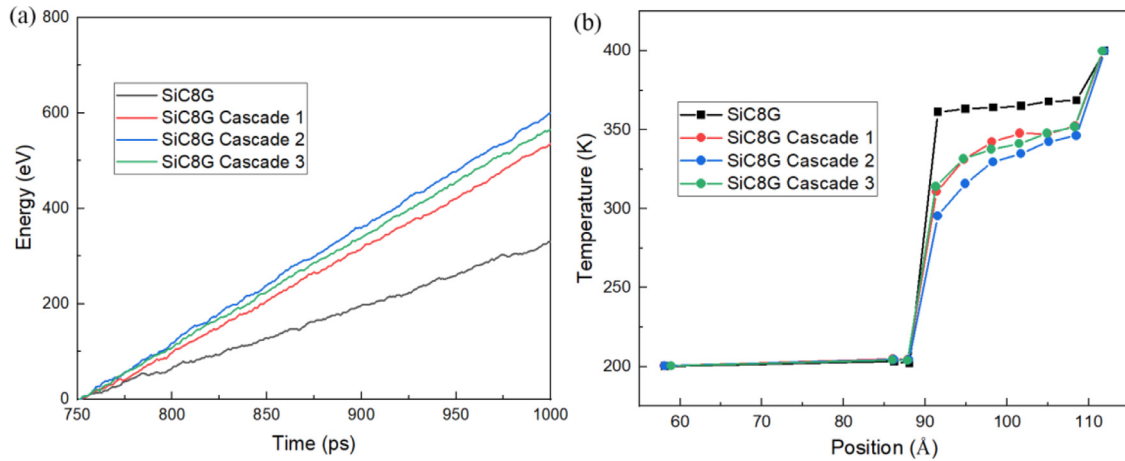 (a)
800
600
400
200
0
Energy (eV)
SiC8G
SiC8G Cascade 1
SiC8G Cascade 2
SiC8G Cascade 3
750 800 850 900 950 1000
Time (ps)
(b)
400
350
300
250
200
Temperature (K)
SiC8G
SiC8G Cascade 1
SiC8G Cascade 2
SiC8G Cascade 3
60 70 80 90 100 110
Position (Å)